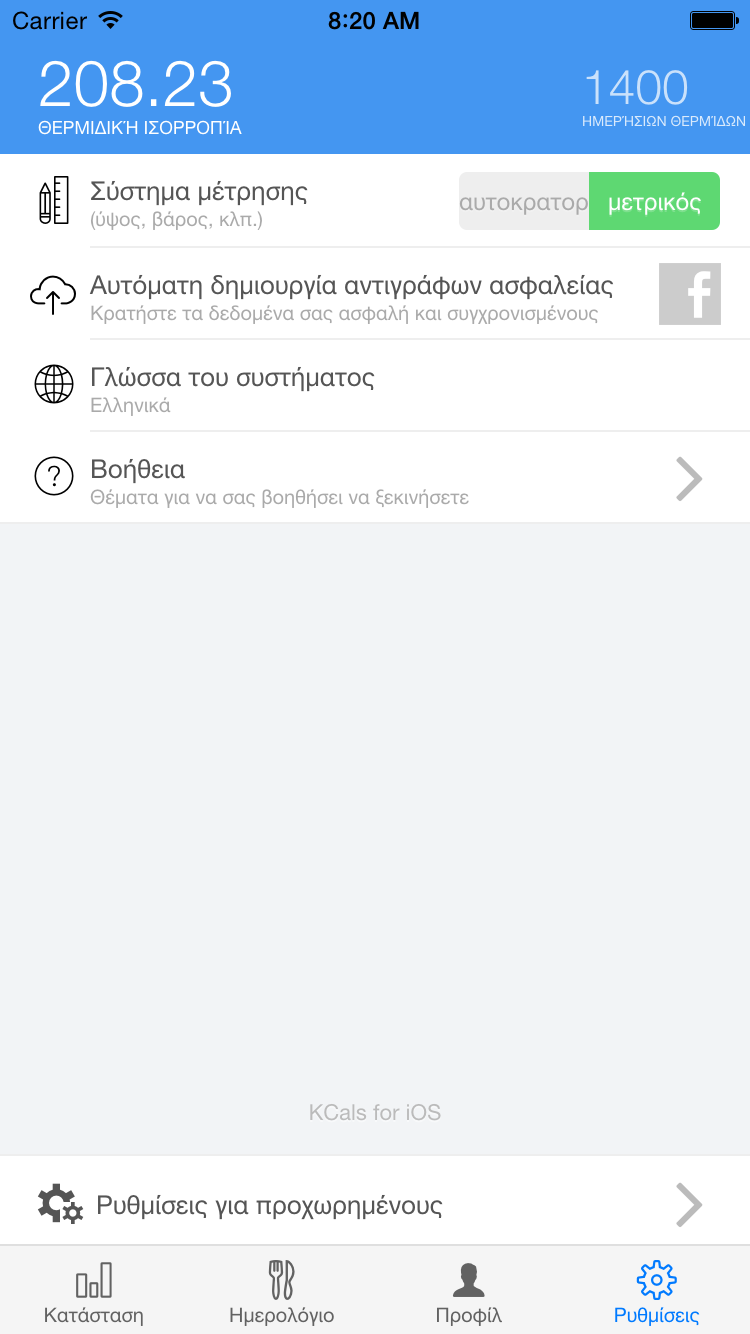 Carrier 8:20 AM
208.23 1400
ΘΕΡΜΙΔΙΚΉ ΙΣΟΡΡΟΠΊΑ ΗΜΕΡΉΣΙΩΝ ΘΕΡΜΊΔΩΝ
Σύστημα μέτρησης
(ύψος, βάρος, κλπ.)
αυτοκρατορ μετρικός
Αυτόματη δημιουργία αντιγράφων ασφαλείας
Κρατήστε τα δεδομένα σας ασφαλή και συγχρονισμένους
f
Γλώσσα του συστήματος
Ελληνικά
?
Βοήθεια
Θέματα για να σας βοηθήσει να ξεκινήσετε
KCals for iOS
Ρυθμίσεις για προχωρημένους
Κατάσταση Ημερολόγιο Προφίλ Ρυθμίσεις